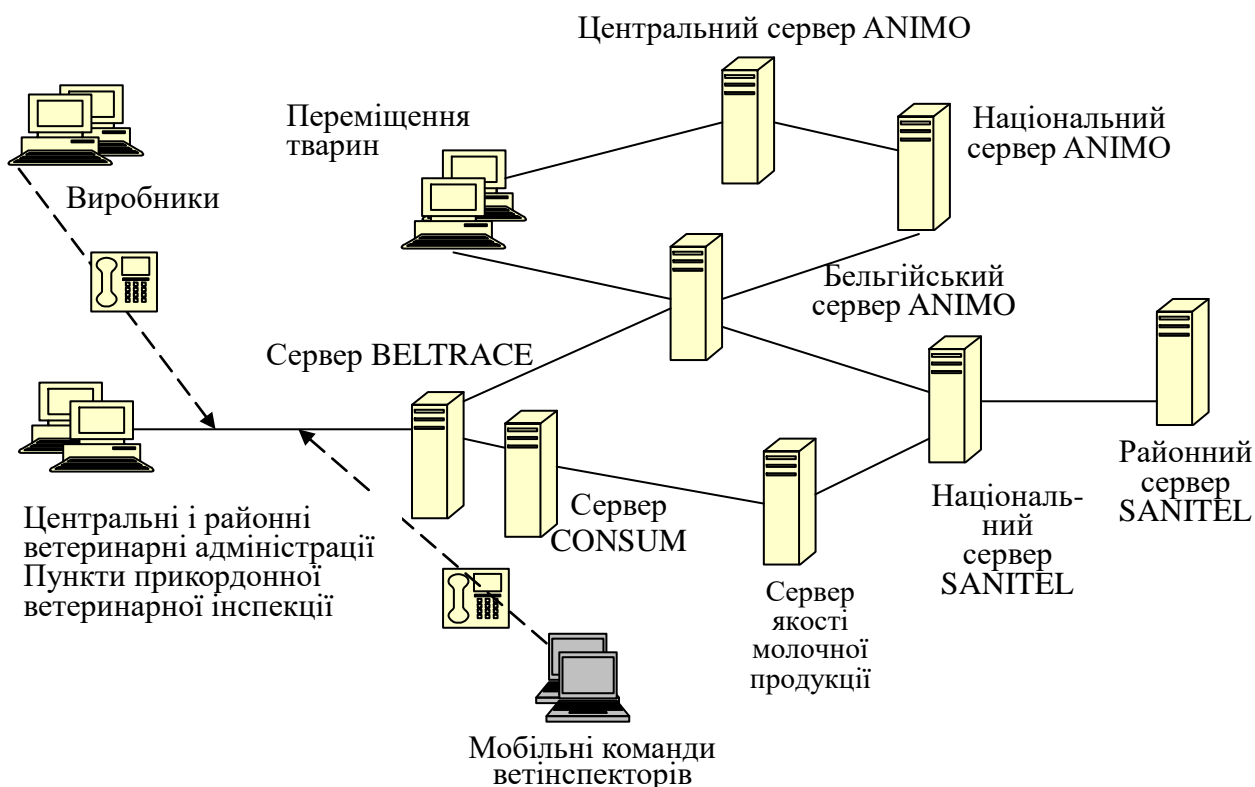 Центральний сервер ANIMO
Переміщення
тварин
Національний
сервер ANIMO
Виробники
Бельгійський
сервер ANIMO
Сервер BELTRACE
Районний
сервер
SANITEL
Центральні і районні
ветеринарні адміністрації
Пункти прикордонної
ветеринарної інспекції
Сервер
CONSUM
Націоналb-
ний
сервер
SANITEL
Сервер
якості
молочної
продукції
Мобільні команди
ветінспекторів